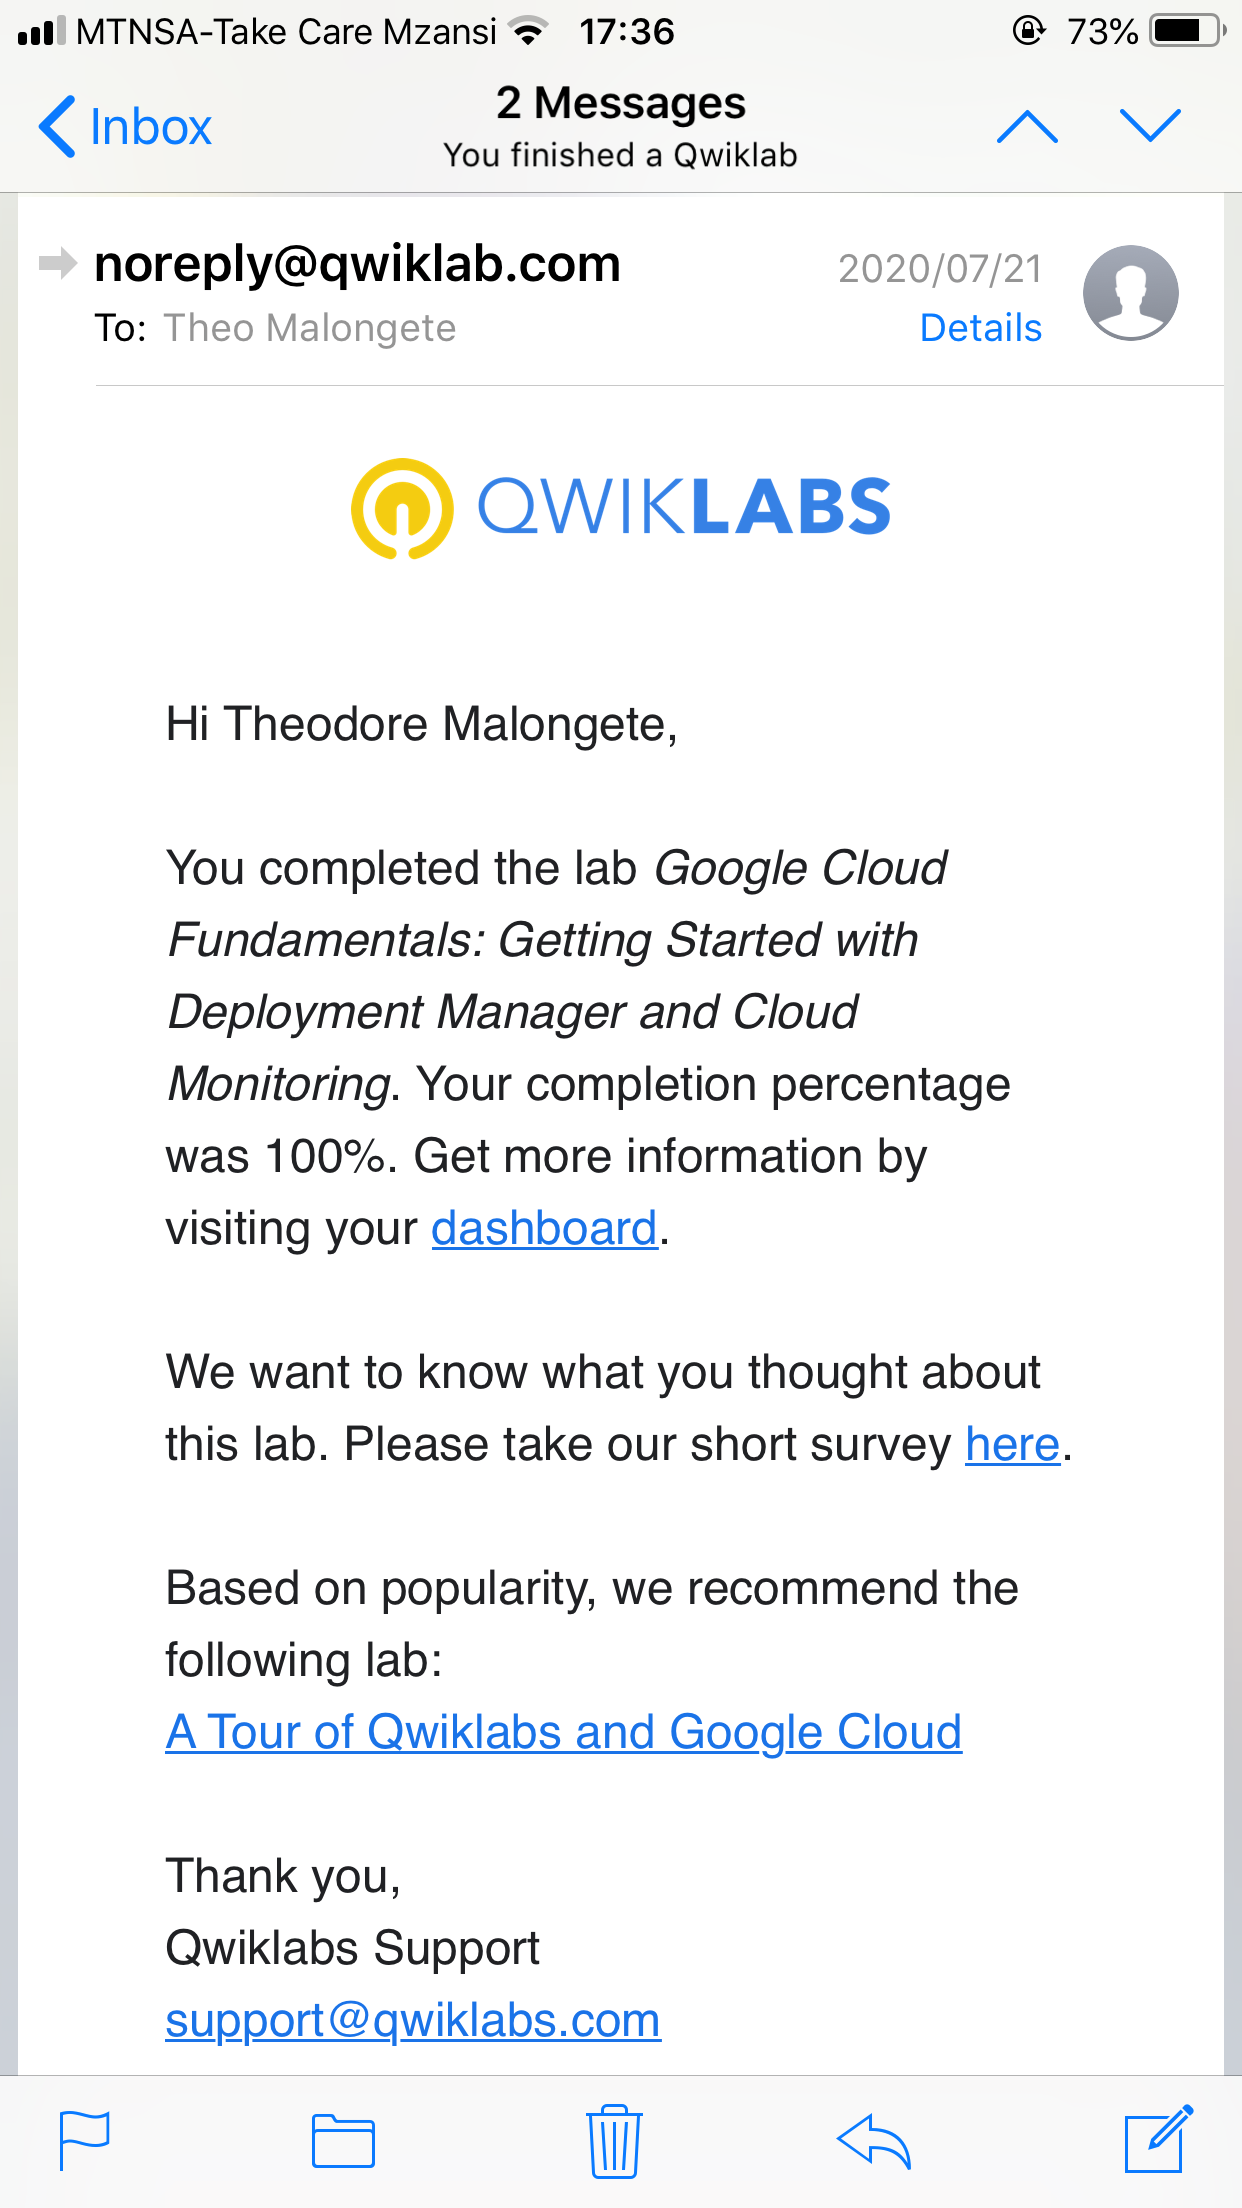 MTNSA-Take Care Mzansi 17:36 73%
Inbox
2 Messages
You finished a Qwiklab
noreply@qwiklab.com 2020/07/21
To: Theo Malongete Details
QWIKLABS
Hi Theodore Malongete,
You completed the lab Google Cloud
Fundamentals: Getting Started with
Deployment Manager and Cloud
Monitoring. Your completion percentage
was 100%. Get more information by
visiting your dashboard.
We want to know what you thought about
this lab. Please take our short survey here.
Based on popularity, we recommend the
following lab:
A Tour of Qwiklabs and Google Cloud
Thank you,
Qwiklabs Support
support@qwiklabs.com